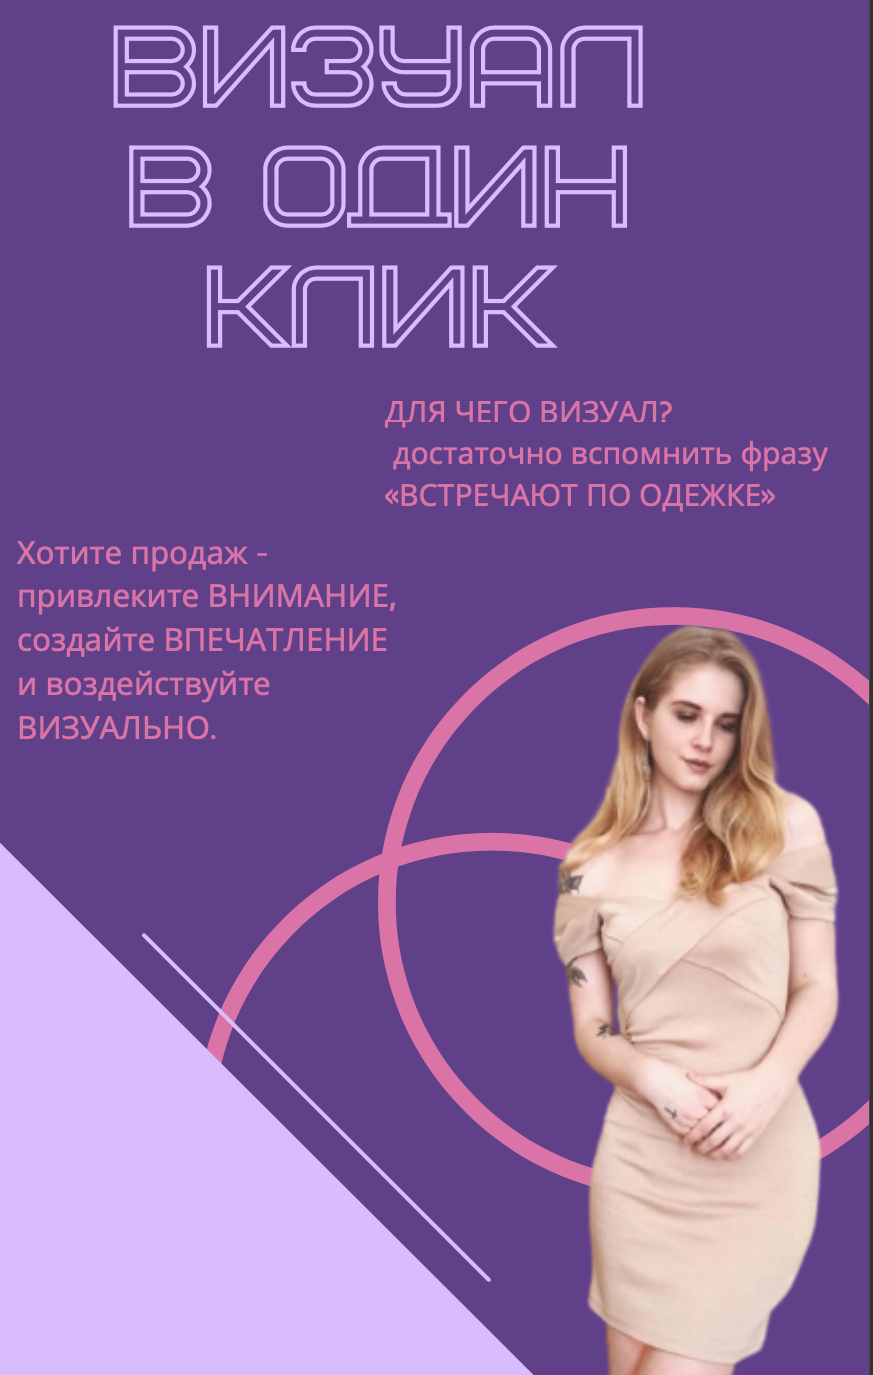 ВИЗУАЛ
В ОДИН
КЛИК
ДЛЯ ЧЕГО ВИЗУАЛ?
достаточно вспомнить фразу
«ВСТРЕЧАЮТ ПО ОДЕЖКЕ»
Хотите продаж -
привлеките ВНИМАНИЕ,
создайте ВПЕЧАТЛЕНИЕ
и воздействуйте
ВИЗУАЛЬНО.